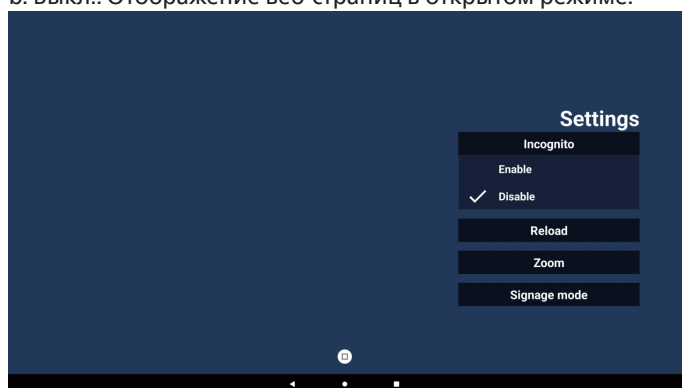 b. Выкл.: Отображение веб-страниц в открытом режиме.
Settings
Incognito
Enable
Disable
Reload
Zoom
Signage mode